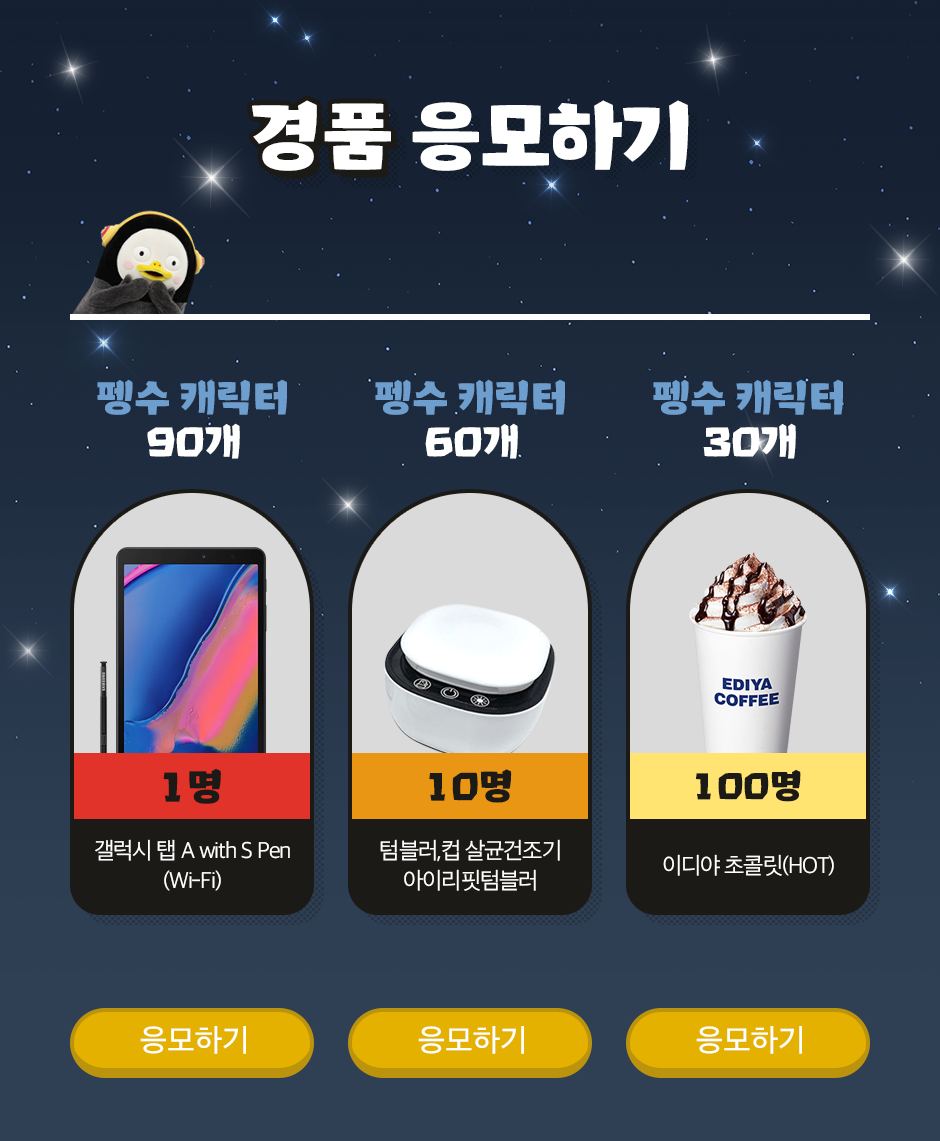 경품 응모하기
펭수 캐릭터
90개
펭수 캐릭터
60개
펭수 캐릭터
30개
EDIYA
COFFEE
1명
10명
100명
갤럭시 탭 A with S Pen
(Wi-Fi)
텀블러,컵 살균건조기
아이리핏텀블러
이디야 초콜릿(HOT)
응모하기
응모하기
응모하기